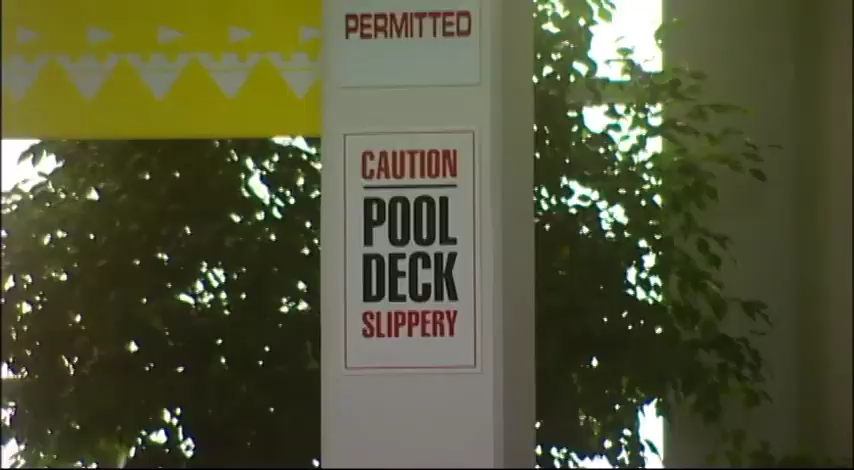 PERMITTED
CAUTION
POOL
DECK
SLIPPERY